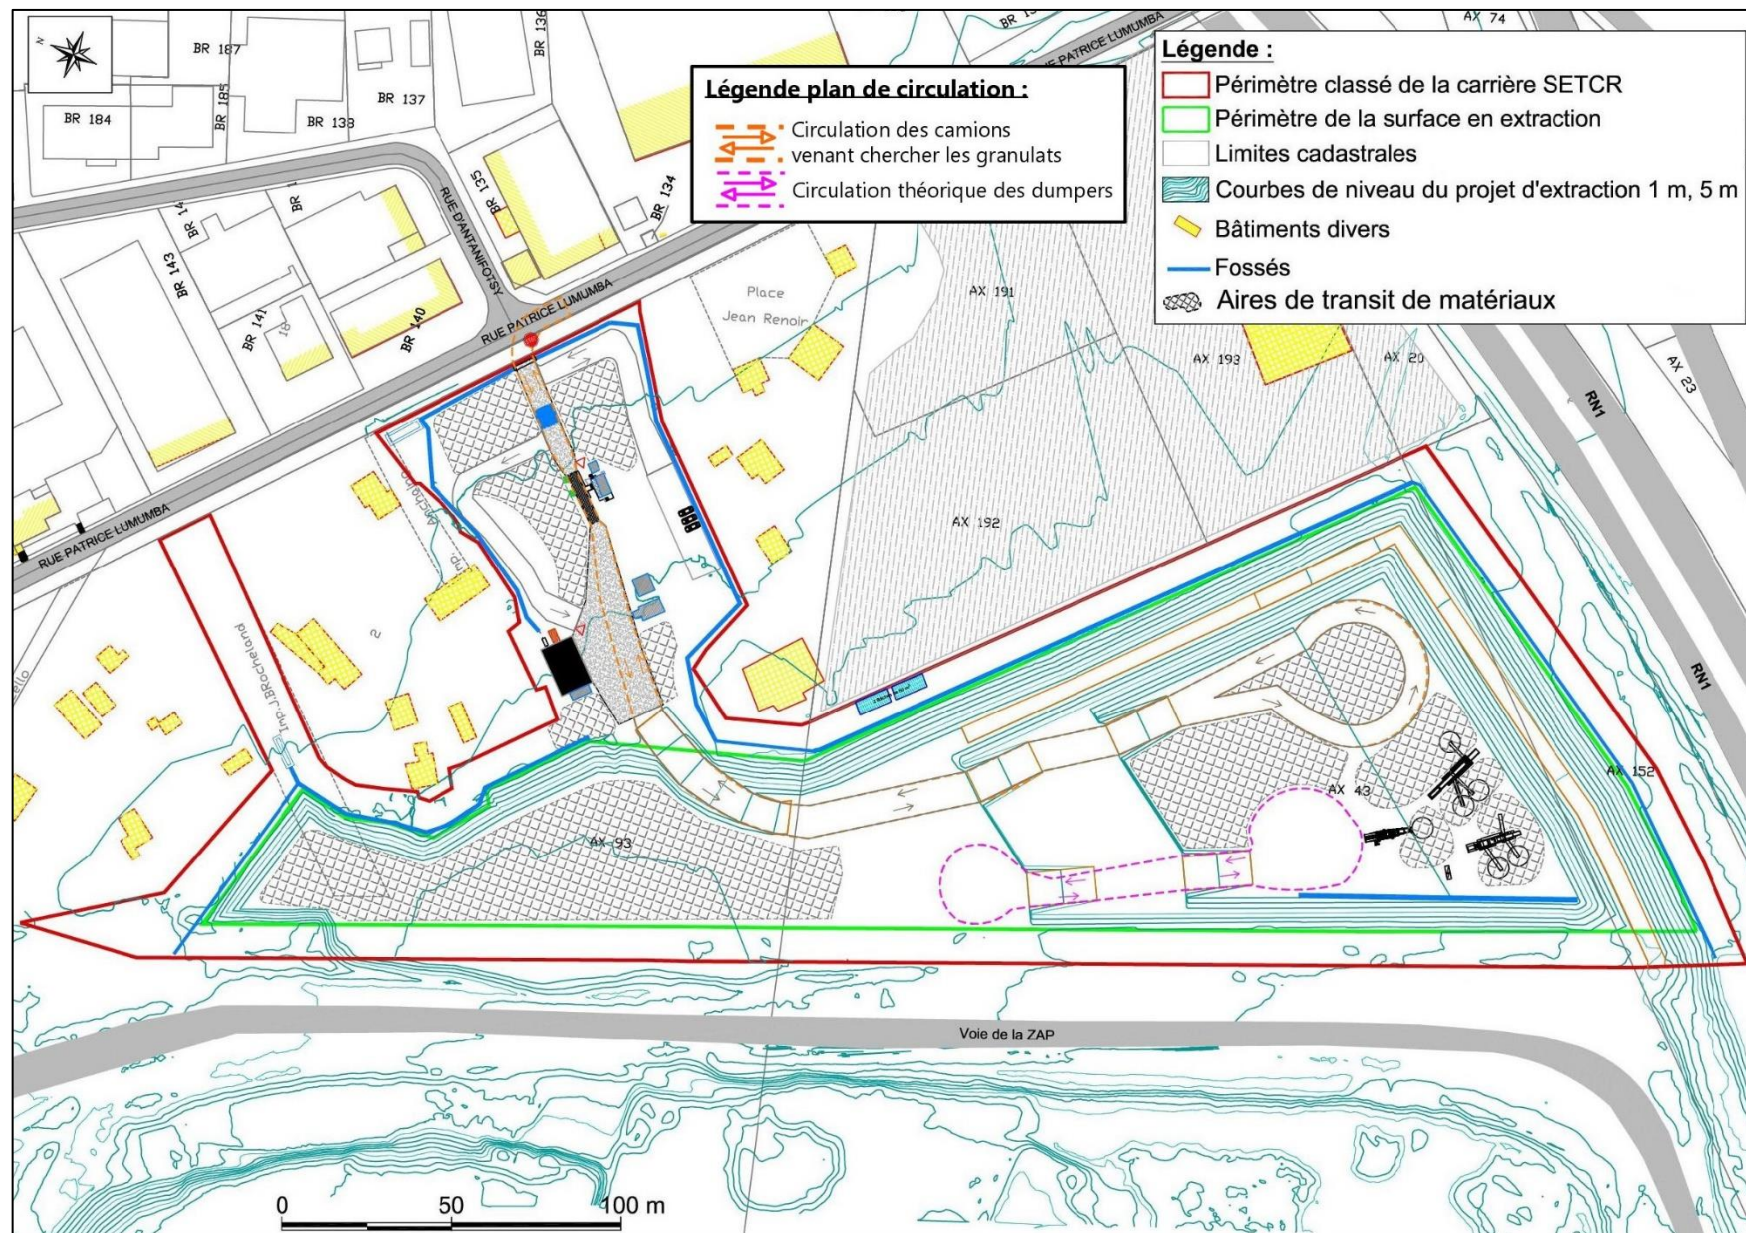 N
BR 187
BR 184
BR 185
BR 138
BR 137
BR 136
AX 74
Légende :
Périmètre classé de la carrière SETCR
Périmètre de la surface en extraction
Limites cadastrales
Courbes de niveau du projet d'extraction 1 m, 5 m
Bâtiments divers
Fossés
Aires de transit de matériaux
Légende plan de circulation :
Circulation des camions
venant chercher les granulats
Circulation théorique des dumpers
RUE PATRICE LUMUMBA
BR 135
BR 134
RUE D'ANTANIFOTSY
BR 143
BR 141
18
BR 140
RUE PATRICE LUMUMBA
RUE PATRICE LUMUMBA
Place
Jean Renoir
AX 191
AX 193
AX 20
AX 23
RN1
AX 192
2
Imp.J.BRocheland
RN1
AX 152
AX 43
AX 93
Voie de la ZAP
0 50 100 m